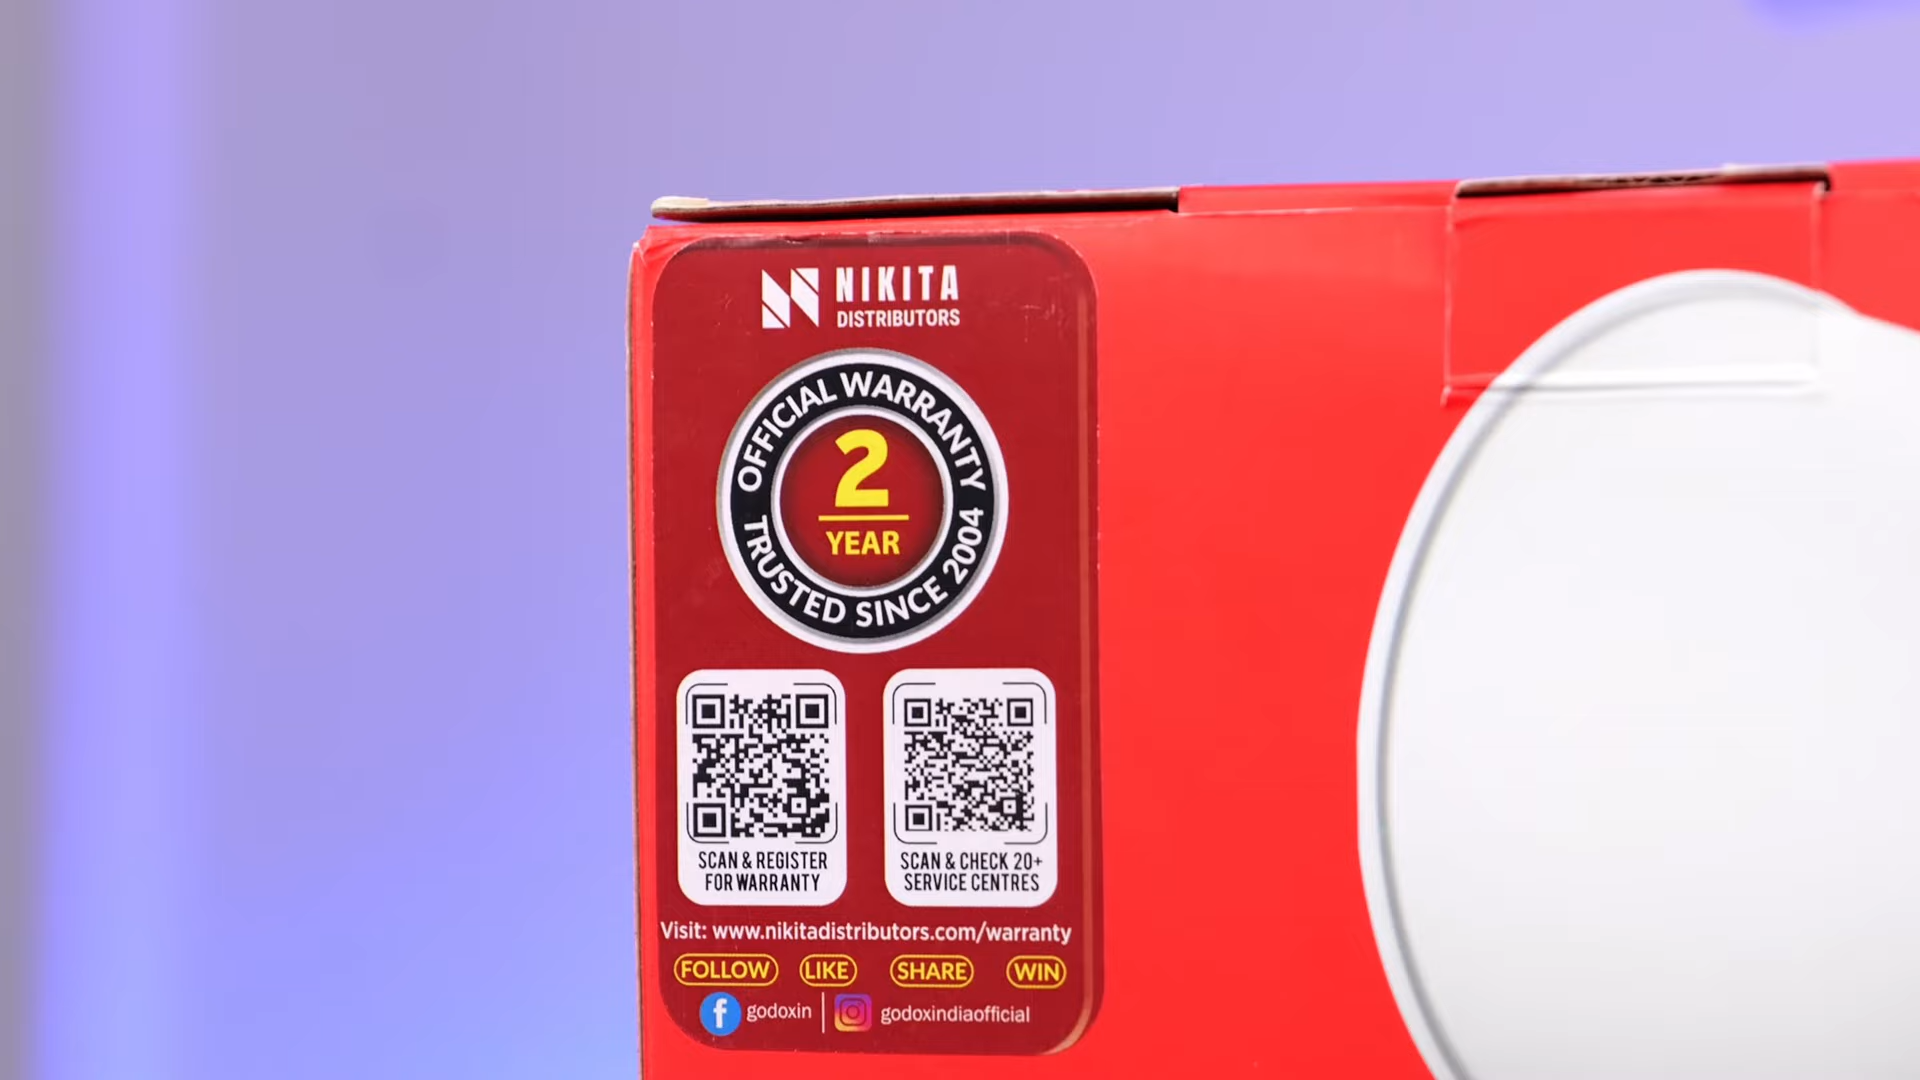 NIKITA
DISTRIBUTORS
OFFICIAL WARRANTY
2
YEAR
TRUSTED SINCE 2004
SCAN & REGISTER
FOR WARRANTY
SCAN & CHECK 20+
SERVICE CENTRES
Visit: www.nikitadistributors.com/warranty
FOLLOW LIKE SHARE WIN
godoxin | godoxindiaofficial